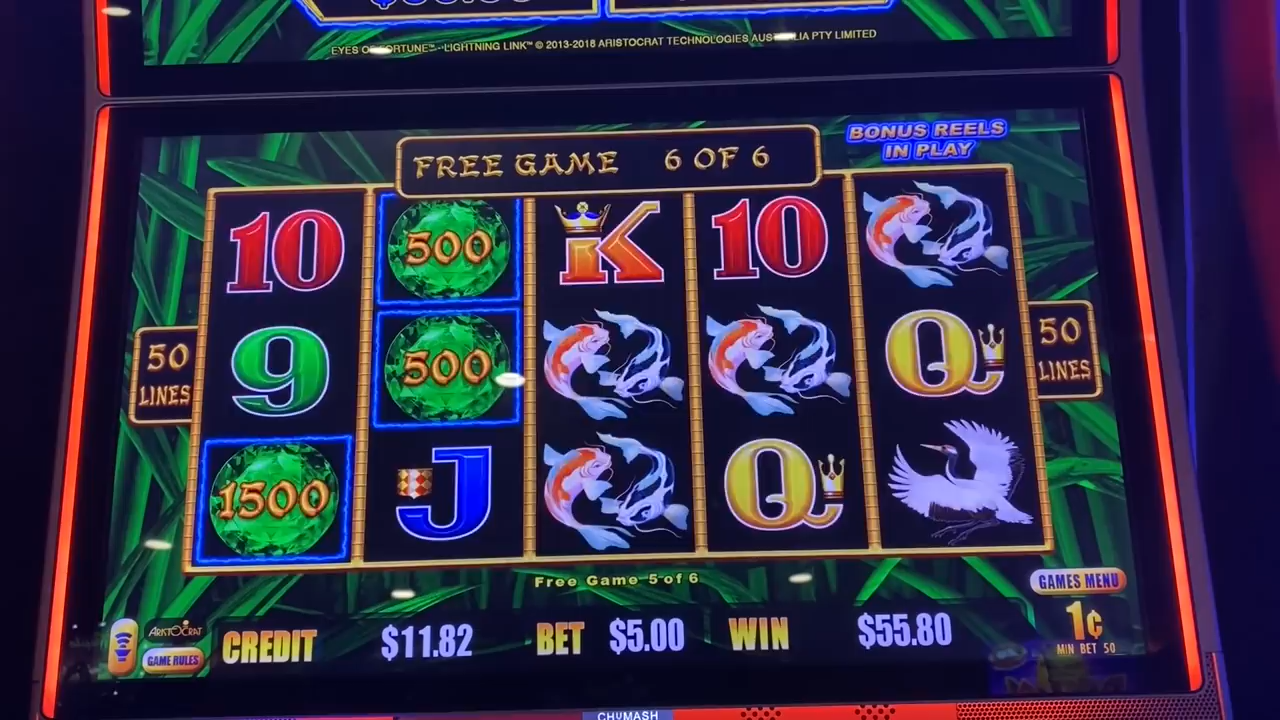 EYES OF FORTUNE™ · LIGHTNING LINK™ © 2013-2018 ARISTOCRAT TECHNOLOGIES AUSTRALIA PTY LIMITED
BONUS REELS
IN PLAY
FREE GAME 6 OF 6
10
500
K
10
9
500
Q
1500
J
Q
50
LINES
50
LINES
Free Game 5 of 6
GAMES MENU
ARISTOCRAT
GAME RULES
CREDIT $11.82 BET $5.00 WIN $55.80
1¢
MIN BET 50
CHUMASH